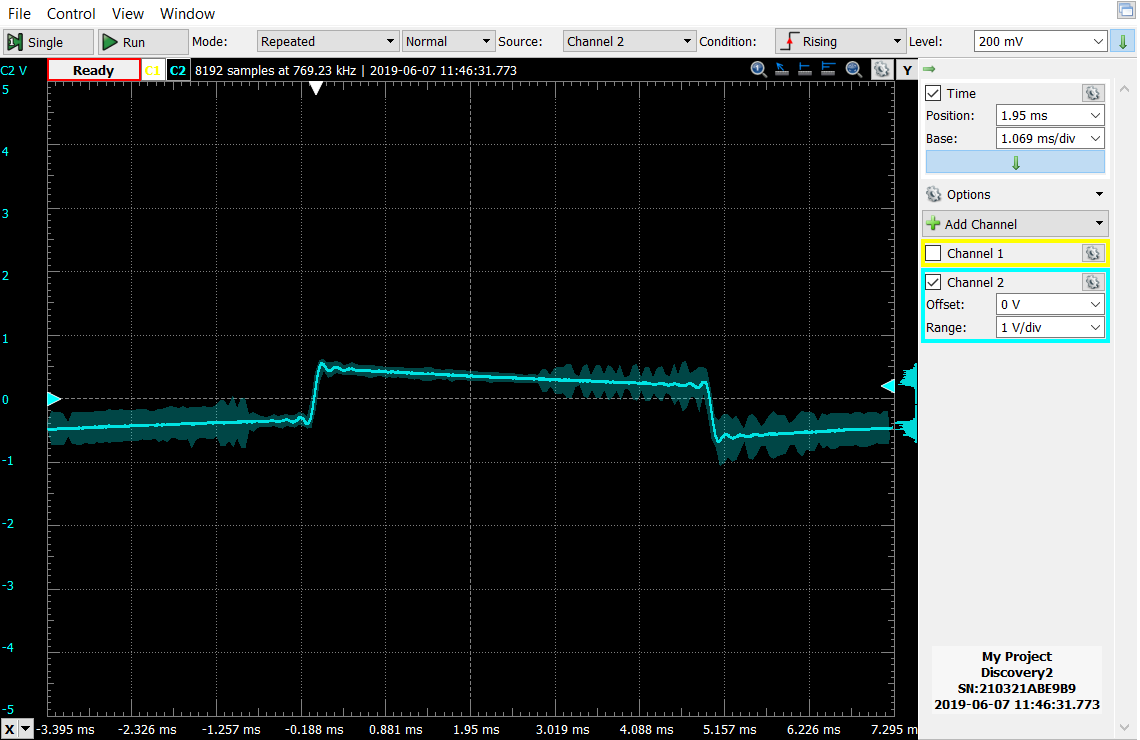 File Control View Window
Single Run Mode: Repeated Normal Source: Channel 2 Condition: Rising Level: 200 mV
C2 V Ready C1 C2 8192 samples at 769.23 kHz | 2019-06-07 11:46:31.773 Y
5
4
3
2
1
0
-1
-2
-3
-4
-5
X -3.395 ms -2.326 ms -1.257 ms -0.188 ms 0.881 ms 1.95 ms 3.019 ms 4.088 ms 5.157 ms 6.226 ms 7.295 m
Time
Position: 1.95 ms
Base: 1.069 ms/div
Options
Add Channel
Channel 1
Channel 2
Offset: 0 V
Range: 1 V/div
My Project
Discovery2
SN:210321ABE9B9
2019-06-07 11:46:31.773